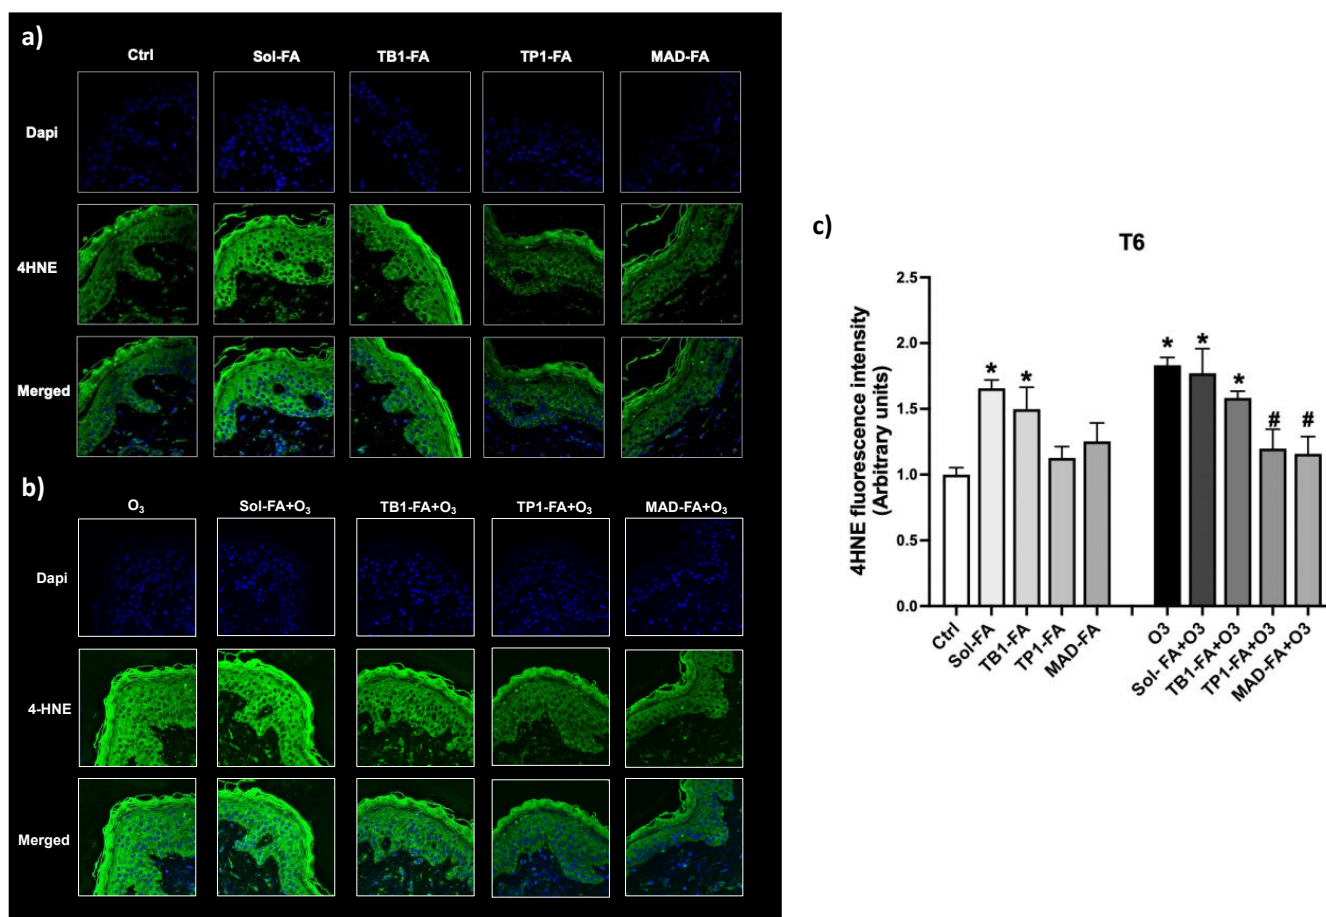 a)
Ctrl Sol-FA TB1-FA TP1-FA MAD-FA
Dapi
4HNE
Merged
b)
O3 Sol-FA+O3 TB1-FA+O3 TP1-FA+O3 MAD-FA+O3
Dapi
4-HNE
Merged
c)
T6
4HNE fluorescence intensity
(Arbitrary units)
2.5
2.0
1.5
1.0
0.5
0.0
* * * * * # #
Ctrl
Sol-FA
TB1-FA
TP1-FA
MAD-FA
O3
Sol- FA+O3
TB1-FA+O3
TP1-FA+O3
MAD-FA+O3